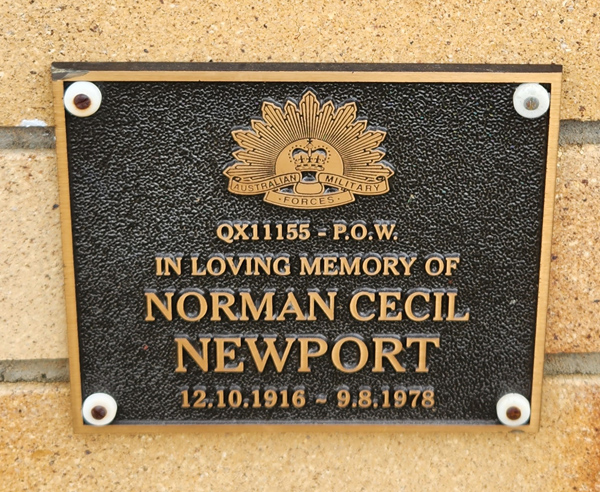 AUSTRALIAN MILITARY
FORCES
QX11155 - P.O.W.
IN LOVING MEMORY OF
NORMAN CECIL
NEWPORT
12.10.1916 ~ 9.8.1978